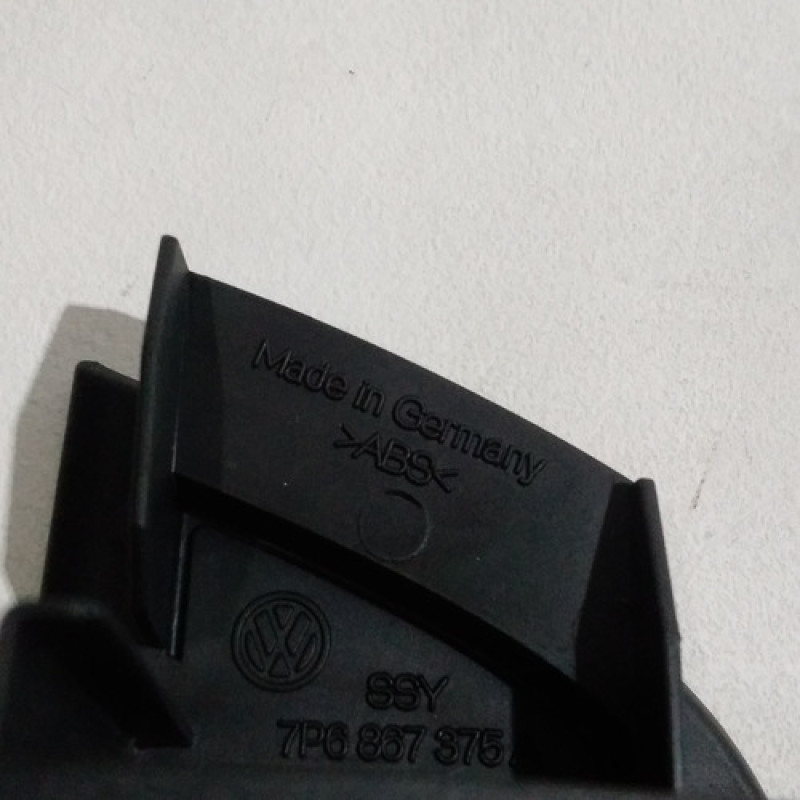 Made in Germany
>ABS<
SSY
7P6 867 375